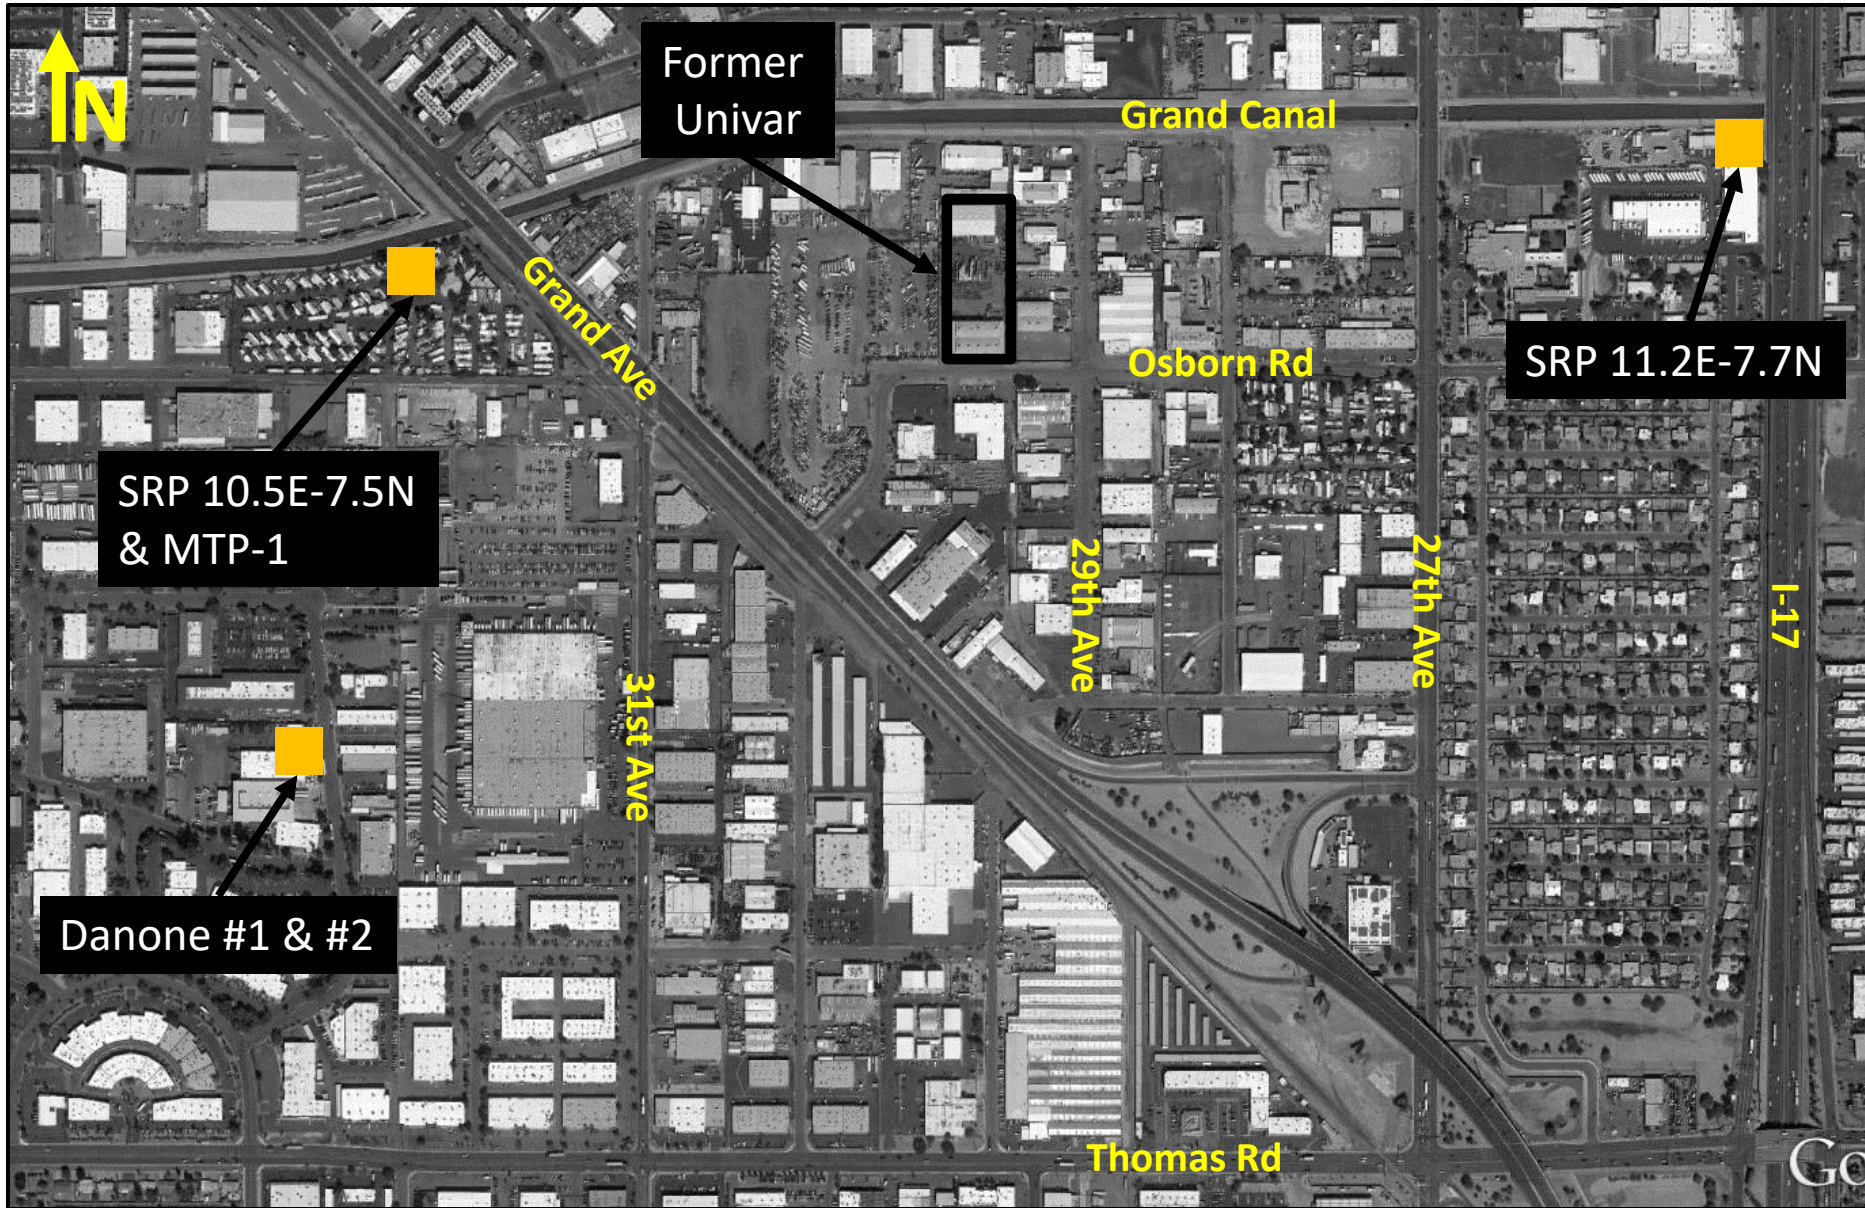 N
Former
Univar
Grand Canal
Grand Ave
Osborn Rd
SRP 11.2E-7.7N
SRP 10.5E-7.5N
& MTP-1
29th Ave
27th Ave
I-17
31st Ave
Danone #1 & #2
Thomas Rd
Go